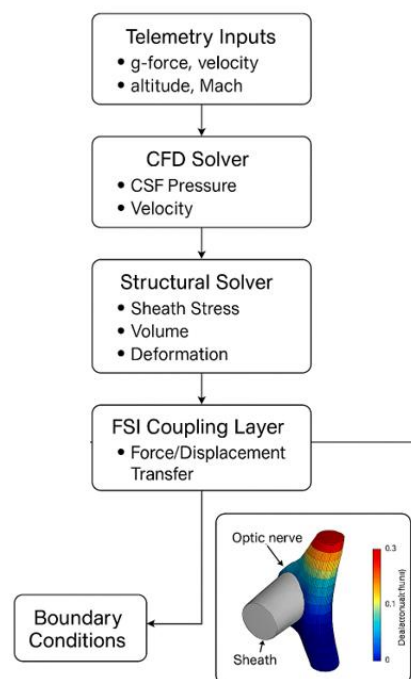 Telemetry Inputs
• g-force, velocity
• altitude, Mach
CFD Solver
• CSF Pressure
• Velocity
Structural Solver
• Sheath Stress
• Volume
• Deformation
FSI Coupling Layer
• Force/Displacement
Transfer
Boundary
Conditions
Optic nerve
Sheath
0.3
0.1
0